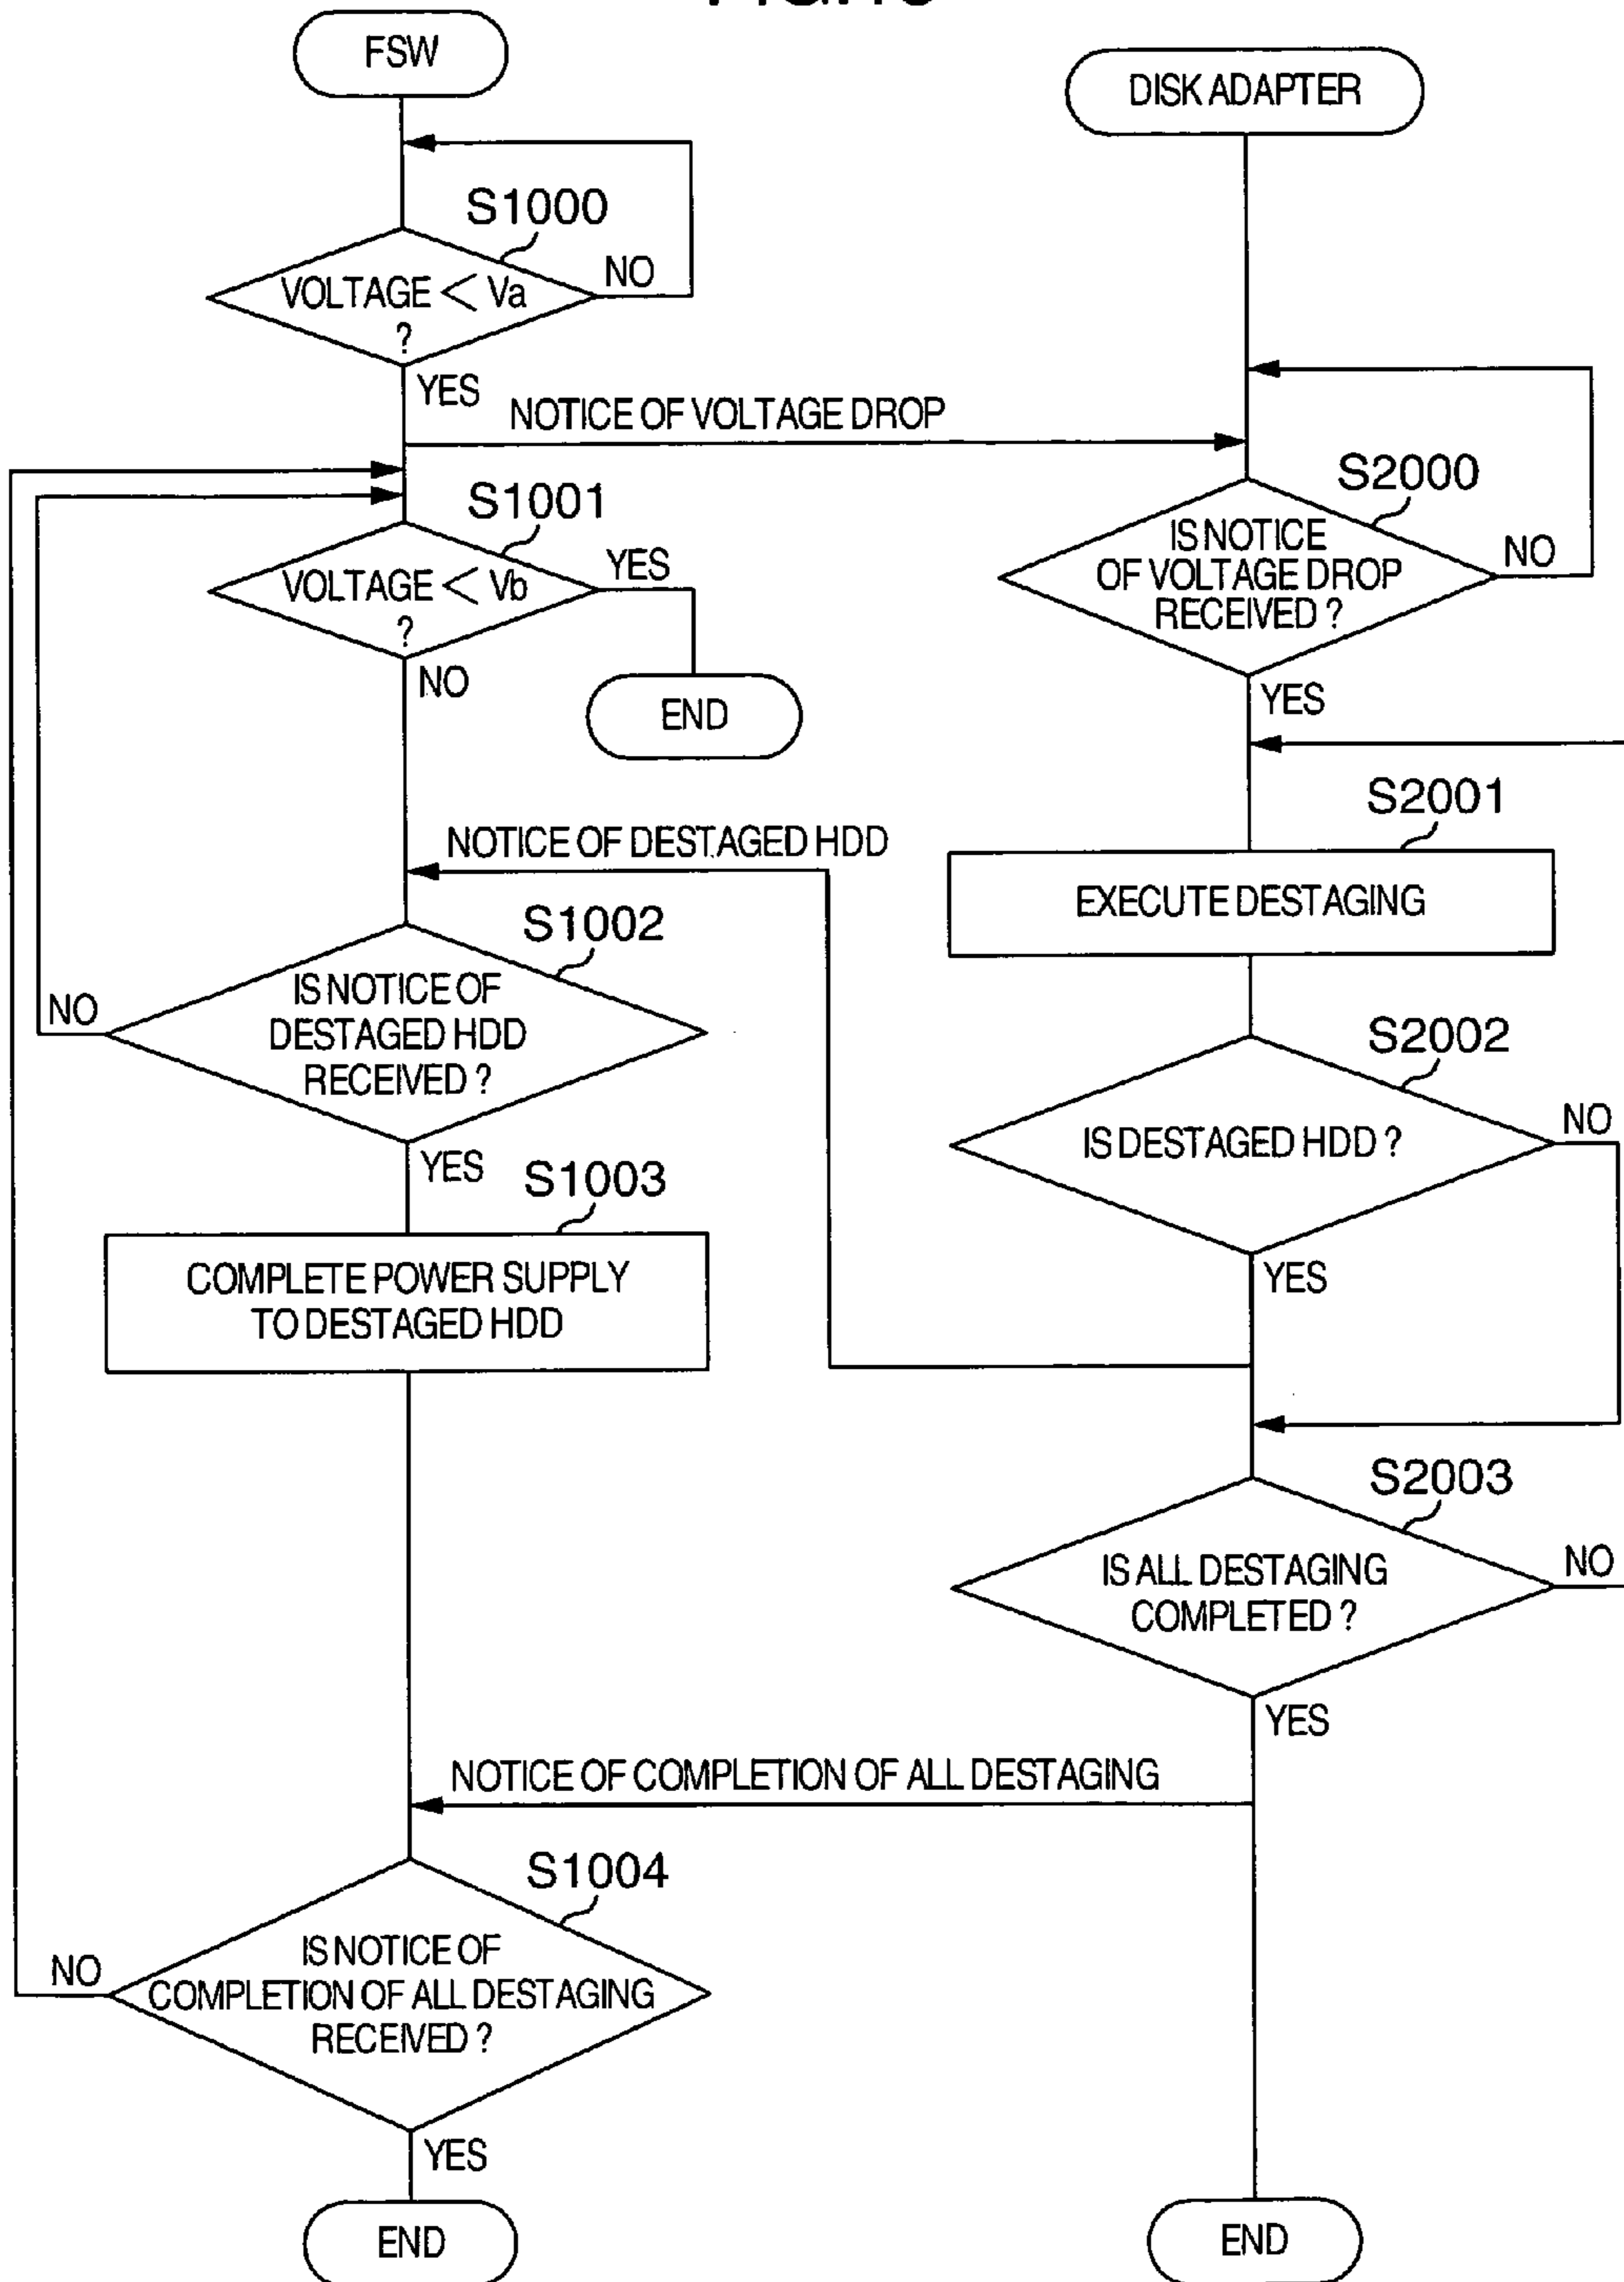 FSW
DISK ADAPTER
S1000
VOLTAGE < Va
?
NO
YES
NOTICE OF VOLTAGE DROP
S1001
VOLTAGE < Vb
?
YES
NO
END
S2000
IS NOTICE
OF VOLTAGE DROP
RECEIVED ?
NO
YES
S2001
EXECUTE DESTAGING
NOTICE OF DESTAGED HDD
S1002
IS NOTICE OF
DESTAGED HDD
RECEIVED ?
NO
YES
S2002
IS DESTAGED HDD ?
NO
YES
S1003
COMPLETE POWER SUPPLY
TO DESTAGED HDD
S2003
IS ALL DESTAGING
COMPLETED ?
NO
YES
NOTICE OF COMPLETION OF ALL DESTAGING
S1004
IS NOTICE OF
COMPLETION OF ALL DESTAGING
RECEIVED ?
NO
YES
END
END